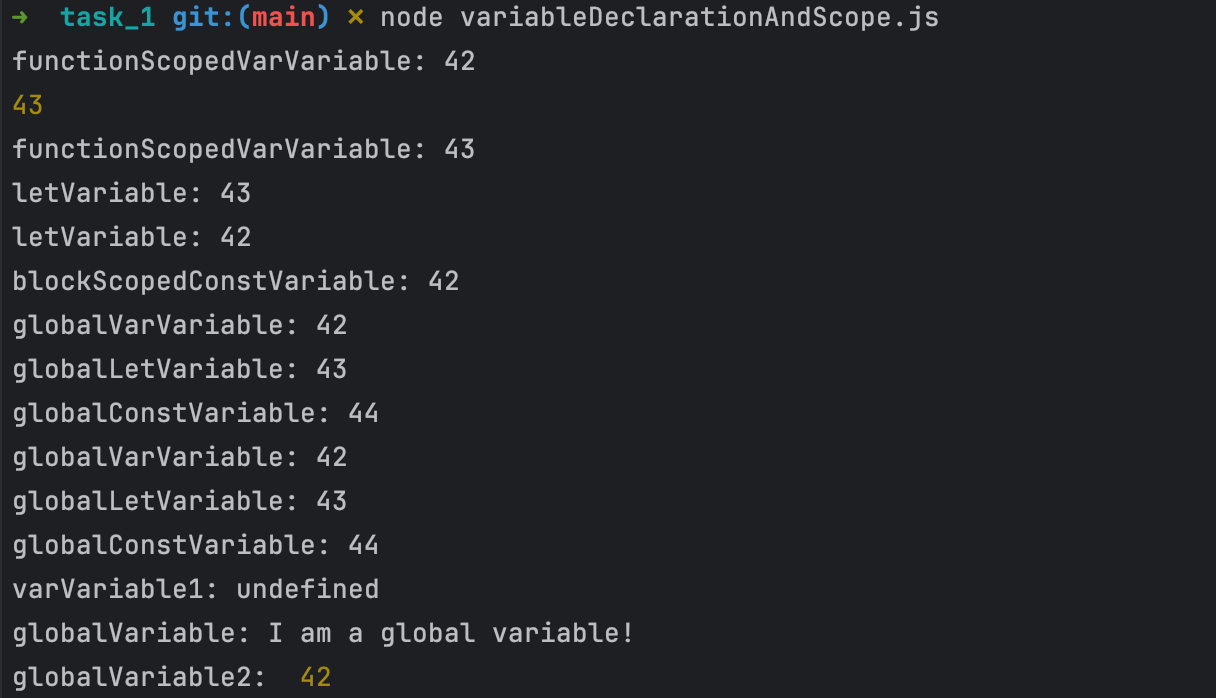 ➜  task_1 git:(main) ✗ node variableDeclarationAndScope.js
functionScopedVarVariable: 42
43
functionScopedVarVariable: 43
letVariable: 43
letVariable: 42
blockScopedConstVariable: 42
globalVarVariable: 42
globalLetVariable: 43
globalConstVariable: 44
globalVarVariable: 42
globalLetVariable: 43
globalConstVariable: 44
varVariable1: undefined
globalVariable: I am a global variable!
globalVariable2:  42